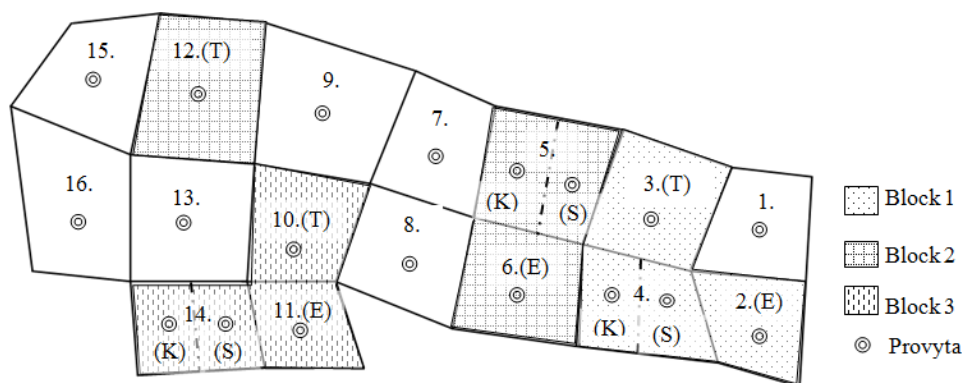 15.
12.(T)
9.
7.
5.
(K)
(S)
3.(T)
1.
16.
13.
10.(T)
8.
6.(E)
4.
(K)
(S)
2.(E)
14.
(K)
(S)
11.(E)
Block 1
Block 2
Block 3
Provyta